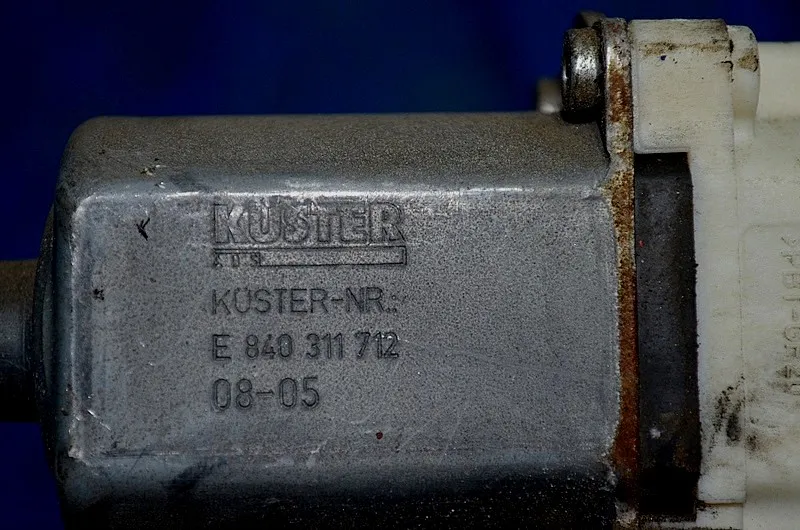 KÜSTER
KÜSTER-NR.:
E 840 311 712
08-05